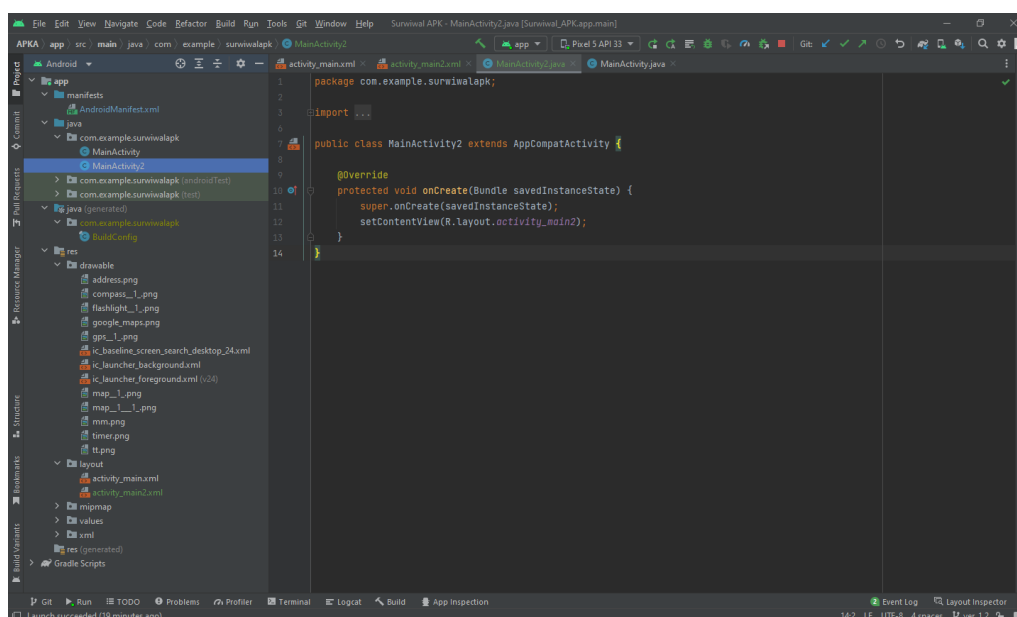 File Edit View Navigate Code Refactor Build Run Tools Git Window Help Surwiwal APK - MainActivity2.java [Surwiwal_APK.app.main]
APKA app src main java com example surwiwalapk MainActivity2 app Pixel 5 API 33 Git:
Project
Commit
Pull Requests
Resource Manager
Structure
Bookmarks
Build Variants
Android
app
manifests
AndroidManifest.xml
java
com.example.surwiwalapk
MainActivity
MainActivity2
com.example.surwiwalapk (androidTest)
com.example.surwiwalapk (test)
java (generated)
com.example.surwiwalapk
BuildConfig
res
drawable
address.png
compass__1_.png
flashlight__1_.png
google_maps.png
gps__1_.png
ic_baseline_screen_search_desktop_24.xml
ic_launcher_background.xml
ic_launcher_foreground.xml (v24)
map__1_.png
map__1__1_.png
mm.png
timer.png
tt.png
layout
activity_main.xml
activity_main2.xml
mipmap
values
xml
res (generated)
Gradle Scripts
activity_main.xml activity_main2.xml MainActivity2.java MainActivity.java
1 package com.example.surwiwalapk;
2
3 import ...
6
7 public class MainActivity2 extends AppCompatActivity {
8
9 @Override
10 protected void onCreate(Bundle savedInstanceState) {
11 super.onCreate(savedInstanceState);
12 setContentView(R.layout.activity_main2);
13 }
14 }
Git Run TODO Problems Profiler Terminal Logcat Build App Inspection 2 Event Log Layout Inspector
Launch succeeded (19 minutes ago) 14:2 LF UTF-8 4 spaces ver 1.2